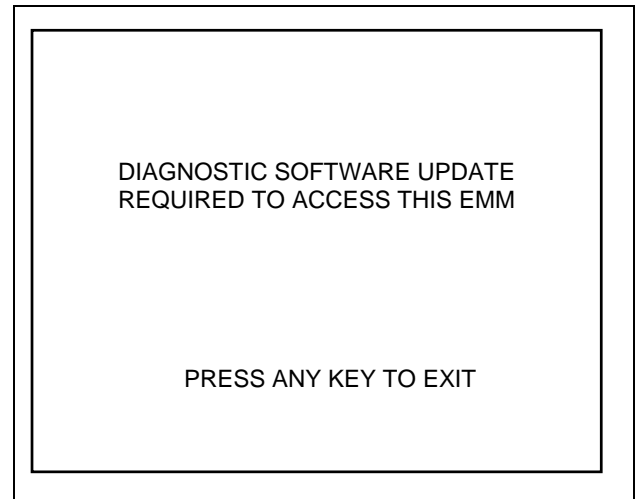 DIAGNOSTIC SOFTWARE UPDATE
REQUIRED TO ACCESS THIS EMM
PRESS ANY KEY TO EXIT